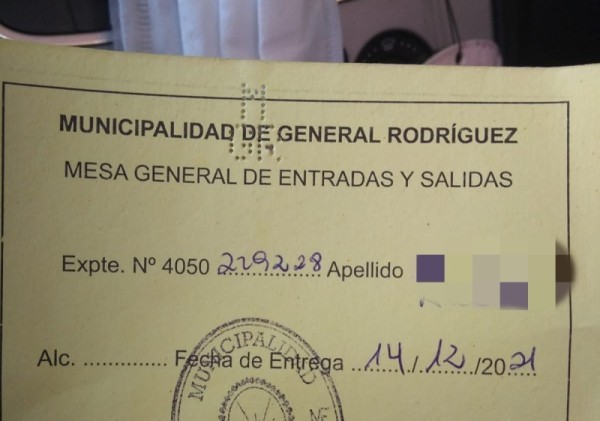 MUNICIPALIDAD DE GENERAL RODRÍGUEZ
MESA GENERAL DE ENTRADAS Y SALIDAS
Expte. Nº 4050 229228 Apellido
Alc. .............. Fecha de Entrega ..14../..12../2021
MUNICIPALIDAD